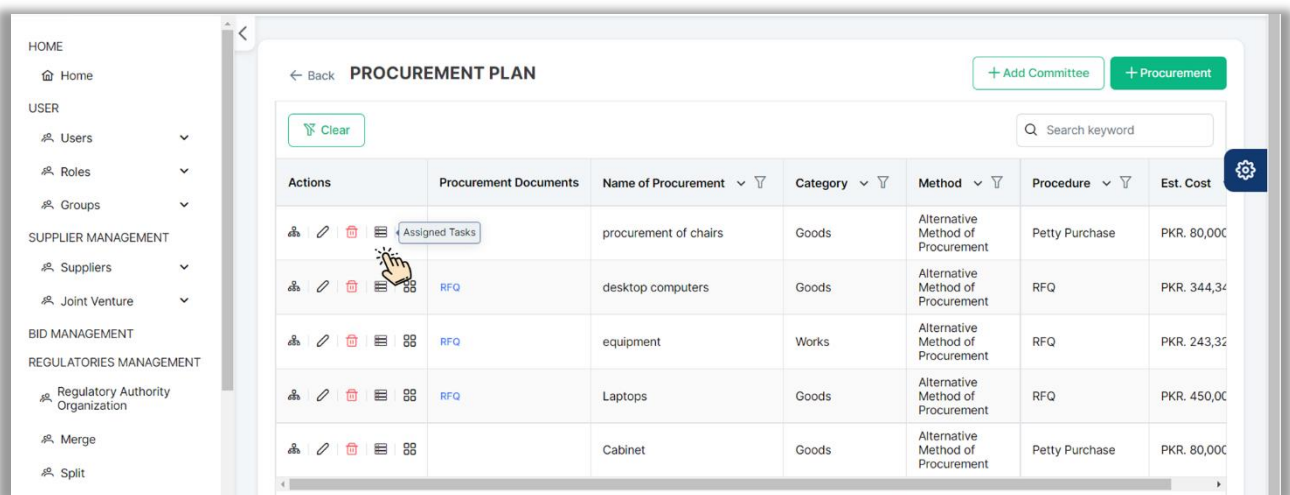 HOME
Home
USER
Users
Roles
Groups
SUPPLIER MANAGEMENT
Suppliers
Joint Venture
BID MANAGEMENT
REGULATORIES MANAGEMENT
Regulatory Authority
Organization
Merge
Split
Back PROCUREMENT PLAN
+ Add Committee + Procurement
Clear
Search keyword
Actions Procurement Documents Name of Procurement Category Method Procedure Est. Cost
Assigned Tasks procurement of chairs Goods Alternative
Method of
Procurement Petty Purchase PKR. 80,000
RFQ desktop computers Goods Alternative
Method of
Procurement RFQ PKR. 344,34
RFQ equipment Works Alternative
Method of
Procurement RFQ PKR. 243,32
RFQ Laptops Goods Alternative
Method of
Procurement RFQ PKR. 450,00
Cabinet Goods Alternative
Method of
Procurement Petty Purchase PKR. 80,000